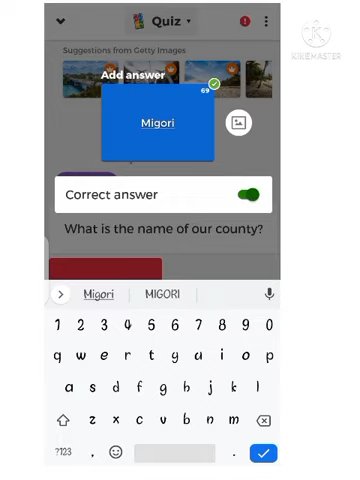 Quiz
KINEMASTER
Suggestions from Getty Images
Add answer
69
Migori
Correct answer
What is the name of our county?
Migori MIGORI
1 2 3 4 5 6 7 8 9 0
q w e r t y u i o p
a s d f g h j k l
z x c v b n m
?123 , .